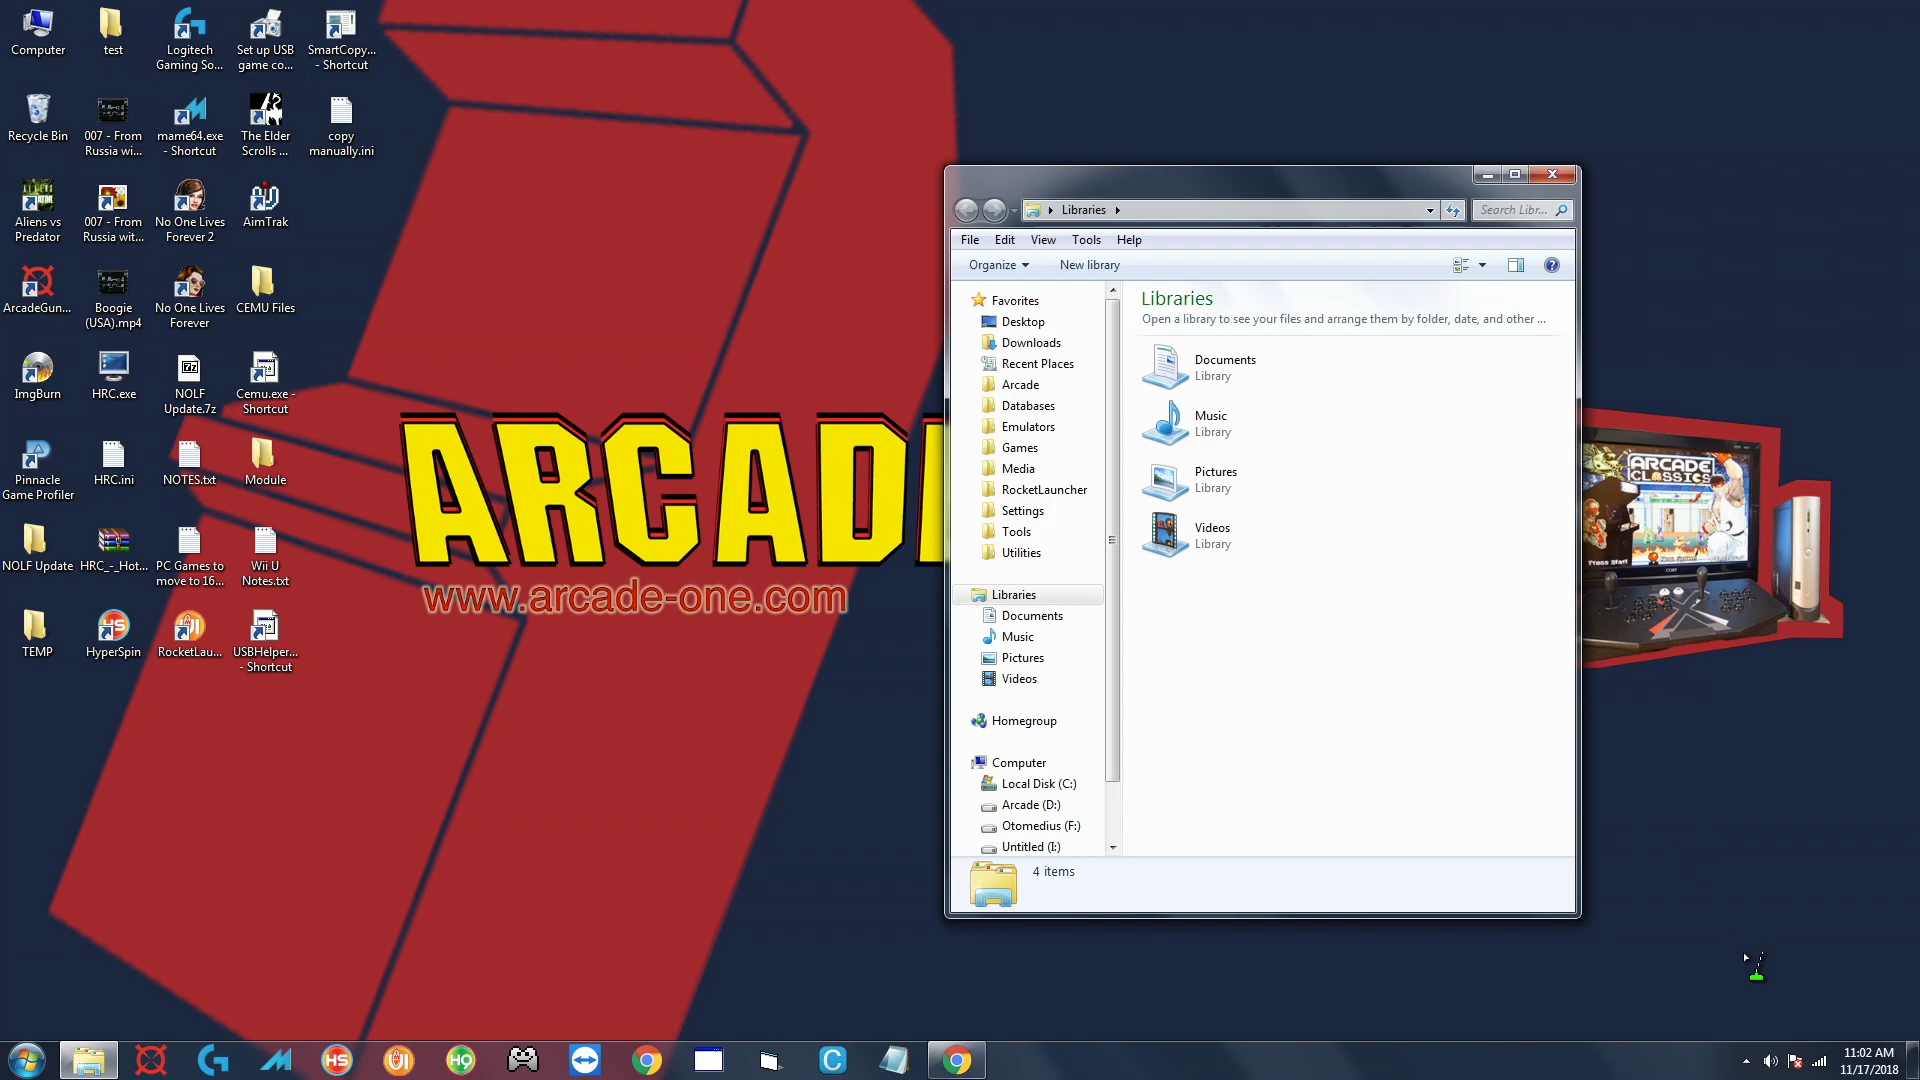 Computer
test
Logitech
Gaming So...
Set up USB
game co...
SmartCopy...
- Shortcut
Recycle Bin
007 - From
Russia wi...
mame64.exe
- Shortcut
The Elder
Scrolls ...
copy
manually.ini
Aliens vs
Predator
007 - From
Russia wit...
No One Lives
Forever 2
AimTrak
ArcadeGun...
Boogie
(USA).mp4
No One Lives
Forever
CEMU Files
ImgBurn
HRC.exe
NOLF
Update.7z
Cemu.exe -
Shortcut
Pinnacle
Game Profiler
HRC.ini
NOTES.txt
Module
NOLF Update
HRC_-_Hot...
PC Games to
move to 16...
Wii U
Notes.txt
TEMP
HyperSpin
RocketLau...
USBHelper...
- Shortcut
ARCAD
www.arcade-one.com
Libraries
Search Libr...
File Edit View Tools Help
Organize New library
Favorites
Desktop
Downloads
Recent Places
Arcade
Databases
Emulators
Games
Media
RocketLauncher
Settings
Tools
Utilities
Libraries
Documents
Music
Pictures
Videos
Homegroup
Computer
Local Disk (C:)
Arcade (D:)
Otomedius (F:)
Untitled (I:)
Libraries
Open a library to see your files and arrange them by folder, date, and other ...
Documents
Library
Music
Library
Pictures
Library
Videos
Library
4 items
ARCADE
CLASSICS
Press Start
COBY
HS
HQ
11:02 AM
11/17/2018